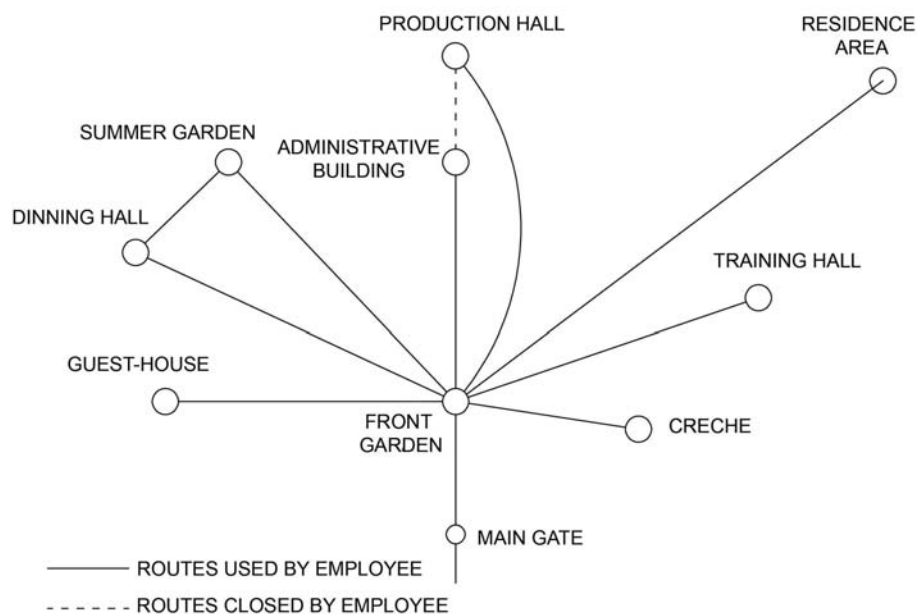 PRODUCTION HALL
RESIDENCE
AREA
SUMMER GARDEN
ADMINISTRATIVE
BUILDING
DINNING HALL
TRAINING HALL
GUEST-HOUSE
FRONT
GARDEN
CRECHE
MAIN GATE
ROUTES USED BY EMPLOYEE
ROUTES CLOSED BY EMPLOYEE